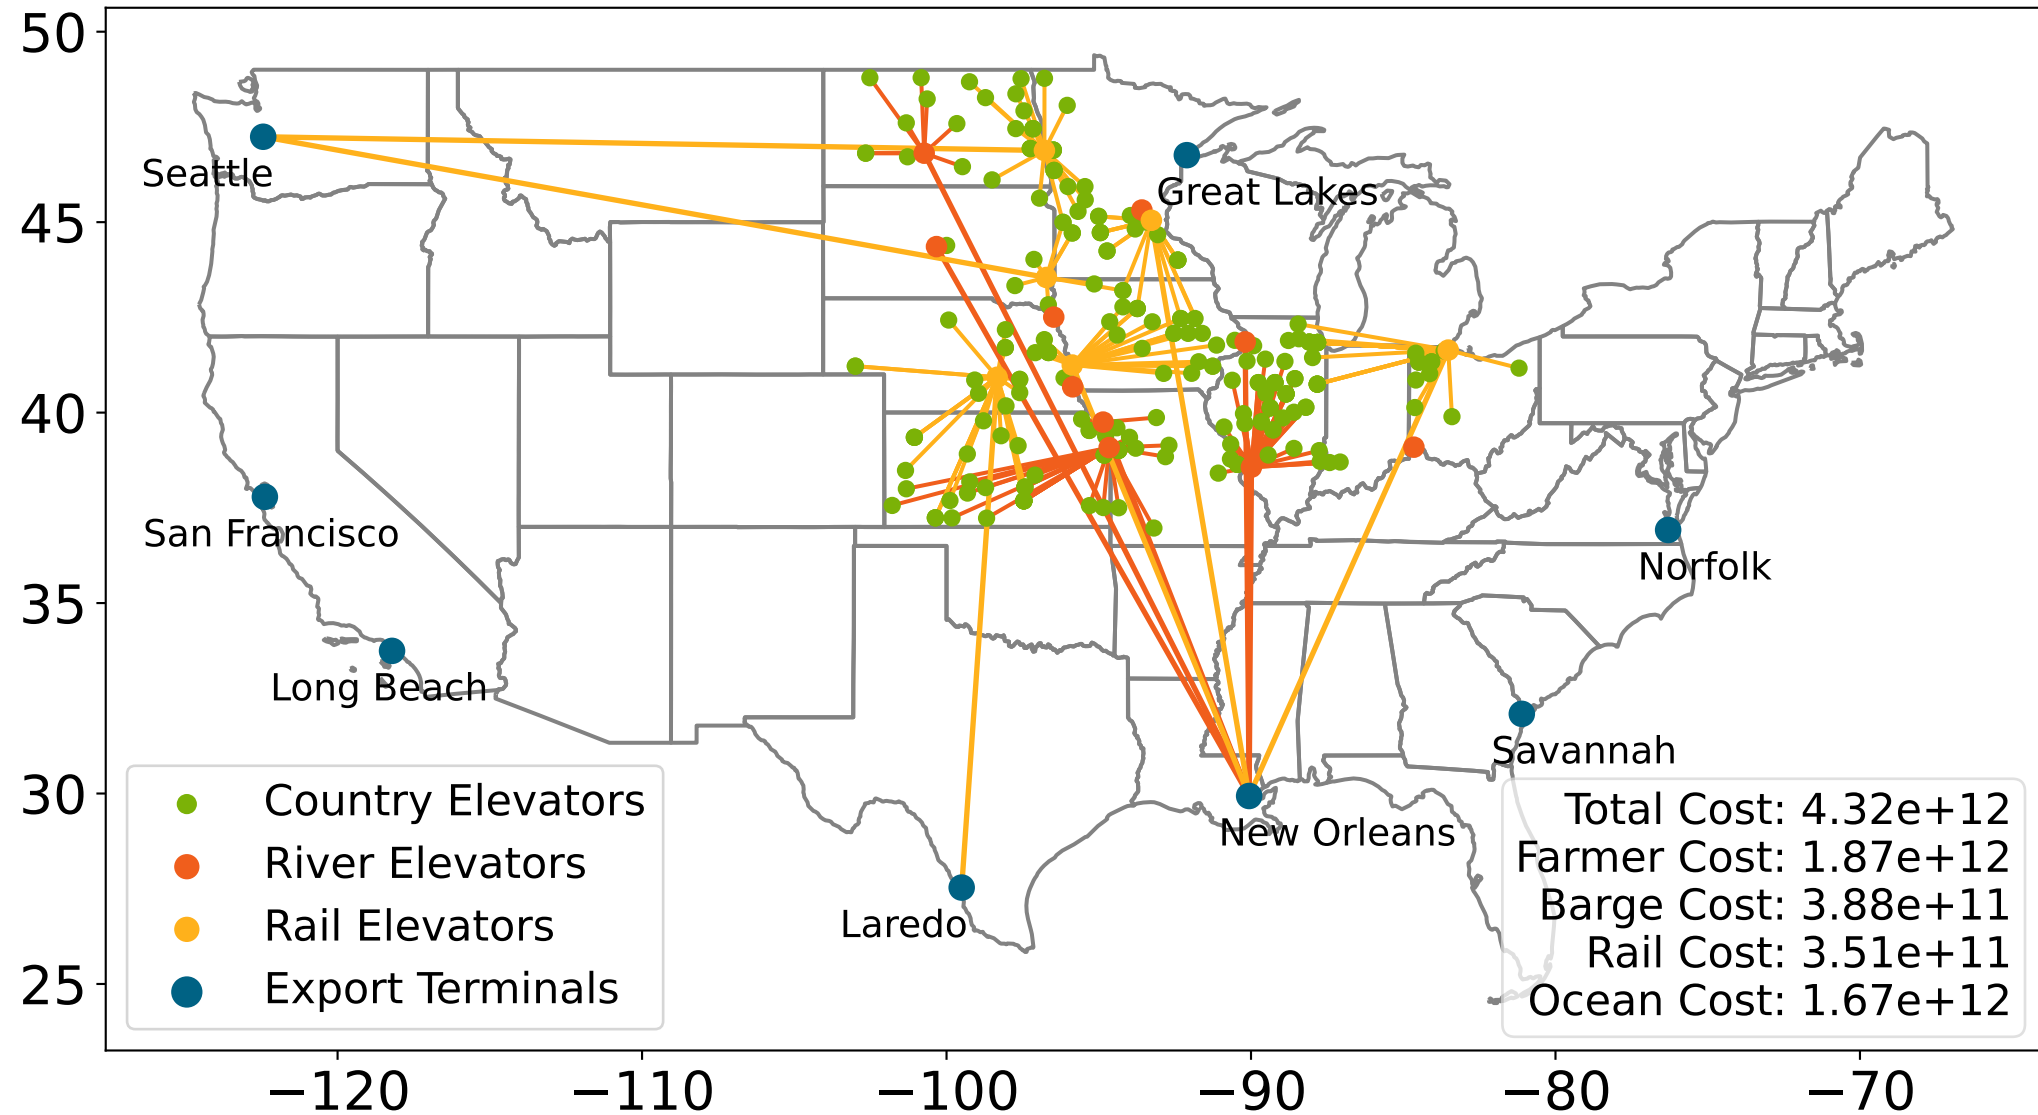 50
45
40
35
30
25
Seattle
Great Lakes
San Francisco
Norfolk
Long Beach
Savannah
New Orleans
Laredo
Country Elevators
River Elevators
Rail Elevators
Export Terminals
Total Cost: 4.32e+12
Farmer Cost: 1.87e+12
Barge Cost: 3.88e+11
Rail Cost: 3.51e+11
Ocean Cost: 1.67e+12
−120 −110 −100 −90 −80 −70